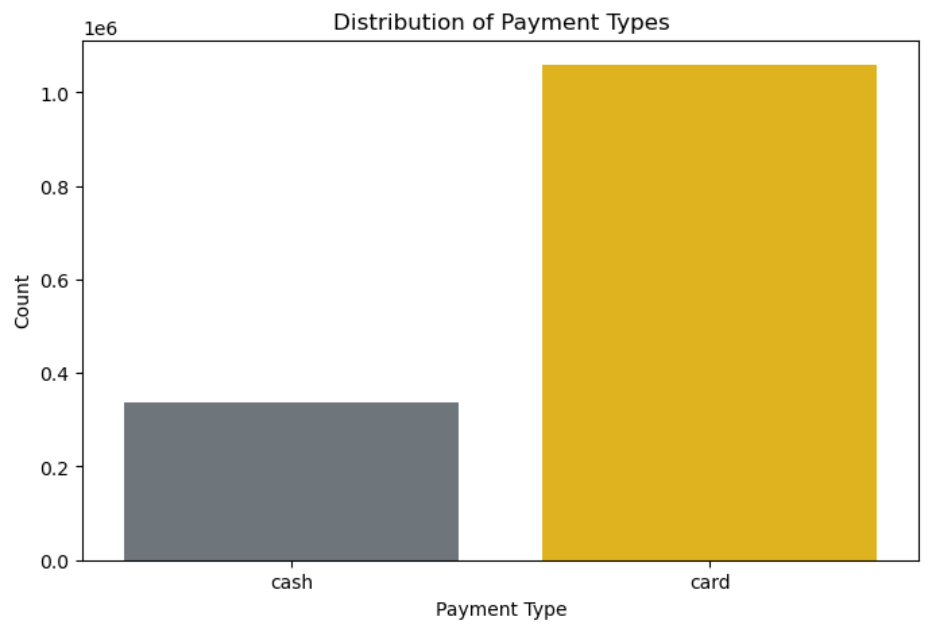 Distribution of Payment Types
1e6
1.0
0.8
0.6
0.4
0.2
0.0
Count
cash
card
Payment Type